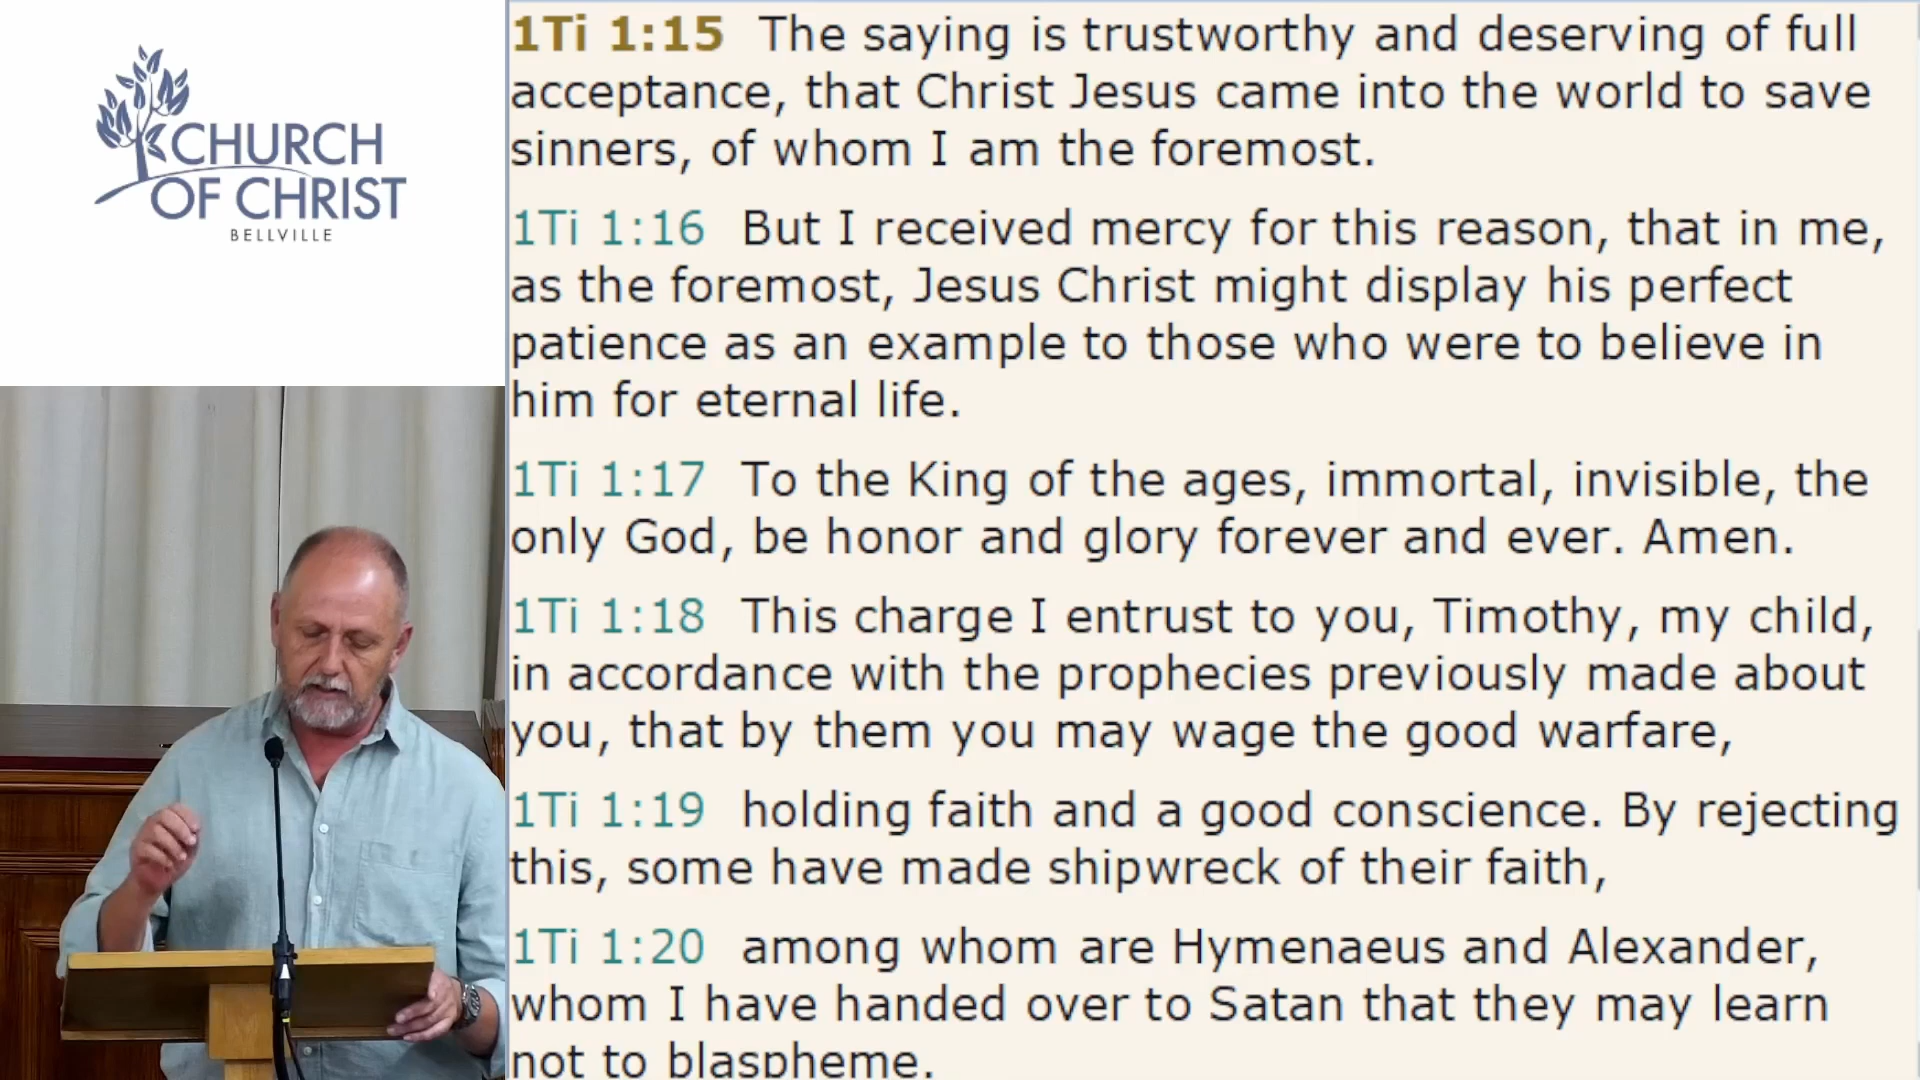 CHURCH
OF CHRIST
BELLVILLE
1Ti 1:15 The saying is trustworthy and deserving of full
acceptance, that Christ Jesus came into the world to save
sinners, of whom I am the foremost.
1Ti 1:16 But I received mercy for this reason, that in me,
as the foremost, Jesus Christ might display his perfect
patience as an example to those who were to believe in
him for eternal life.
1Ti 1:17 To the King of the ages, immortal, invisible, the
only God, be honor and glory forever and ever. Amen.
1Ti 1:18 This charge I entrust to you, Timothy, my child,
in accordance with the prophecies previously made about
you, that by them you may wage the good warfare,
1Ti 1:19 holding faith and a good conscience. By rejecting
this, some have made shipwreck of their faith,
1Ti 1:20 among whom are Hymenaeus and Alexander,
whom I have handed over to Satan that they may learn
not to blaspheme.